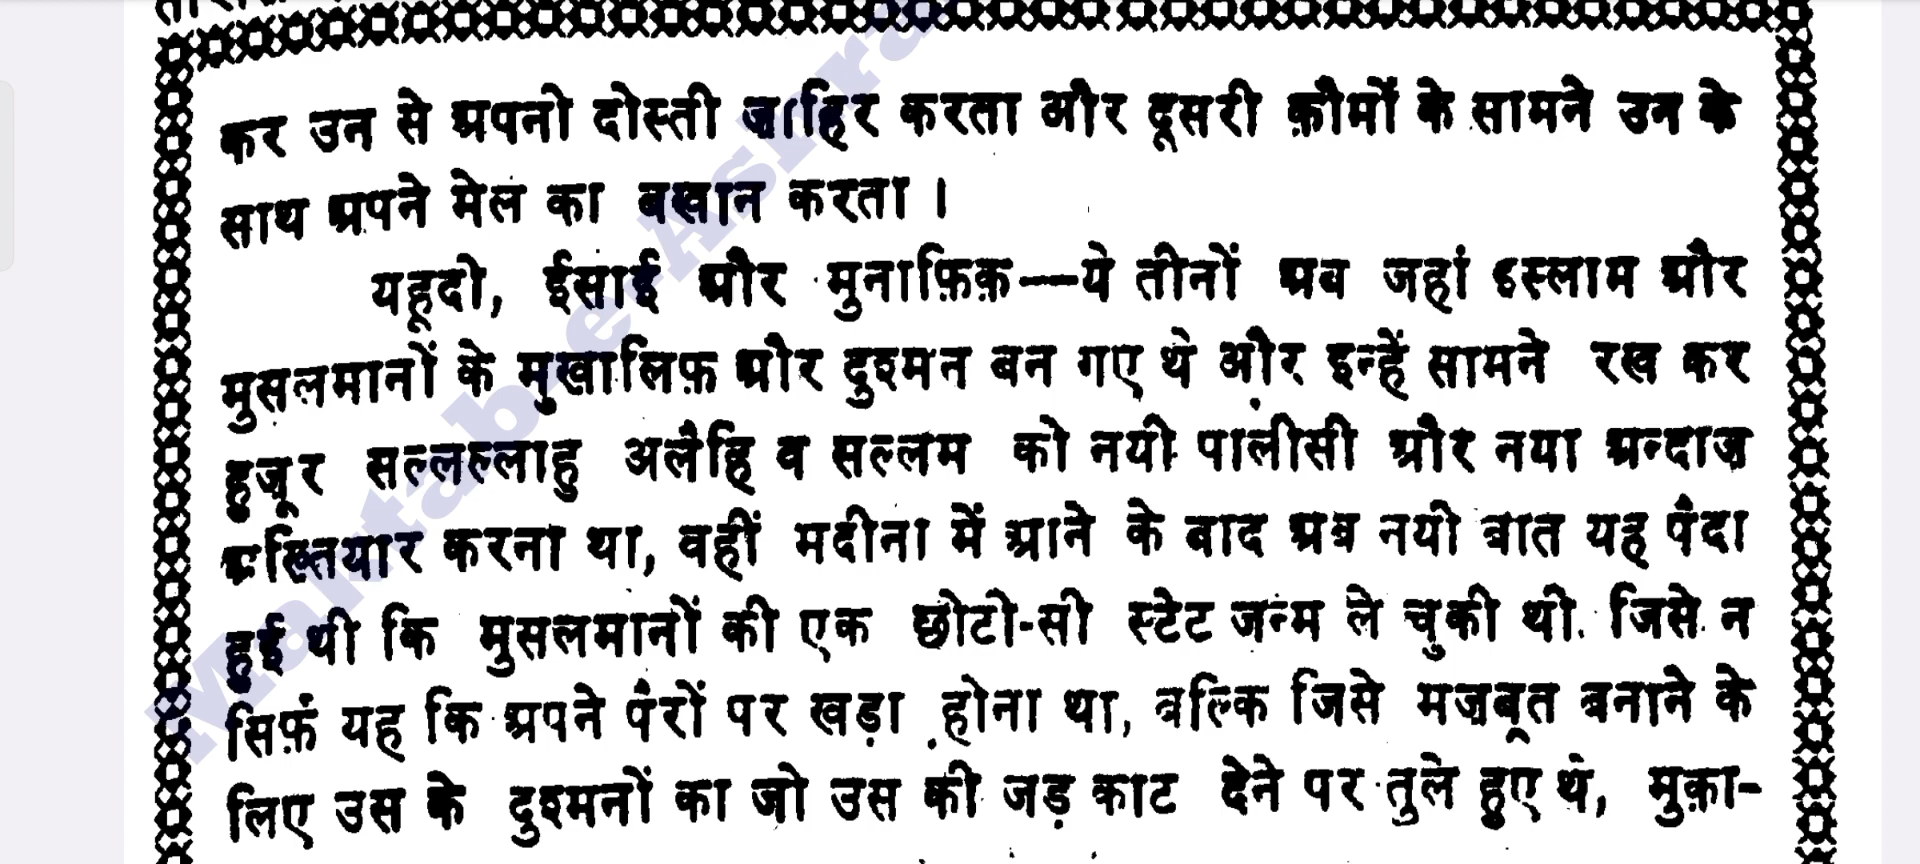 कर उन से अपनी दोस्ती ज़ाहिर करता और दूसरी क़ौमों के सामने उन के
साथ अपने मेल का बखान करता ।
यहूदी, ईसाई और मुनाफ़िक़—ये तीनों अब जहां इस्लाम और
मुसलमानों के मुखालिफ़ और दुश्मन बन गए थे और इन्हें सामने रख कर
हुज़ूर सल्लल्लाहु अलैहि व सल्लम को नयी पालीसी और नया अन्दाज़
अख्तियार करना था, वहीं मदीना में आने के बाद अब नयी बात यह पैदा
हुई थी कि मुसलमानों की एक छोटी-सी स्टेट जन्म ले चुकी थी जिसे न
सिर्फ़ यह कि अपने पैरों पर खड़ा होना था, बल्कि जिसे मज़बूत बनाने के
लिए उस के दुश्मनों का जो उस की जड़ काट देने पर तुले हुए थे, मुक़ा-
Maktab-e-Ashra